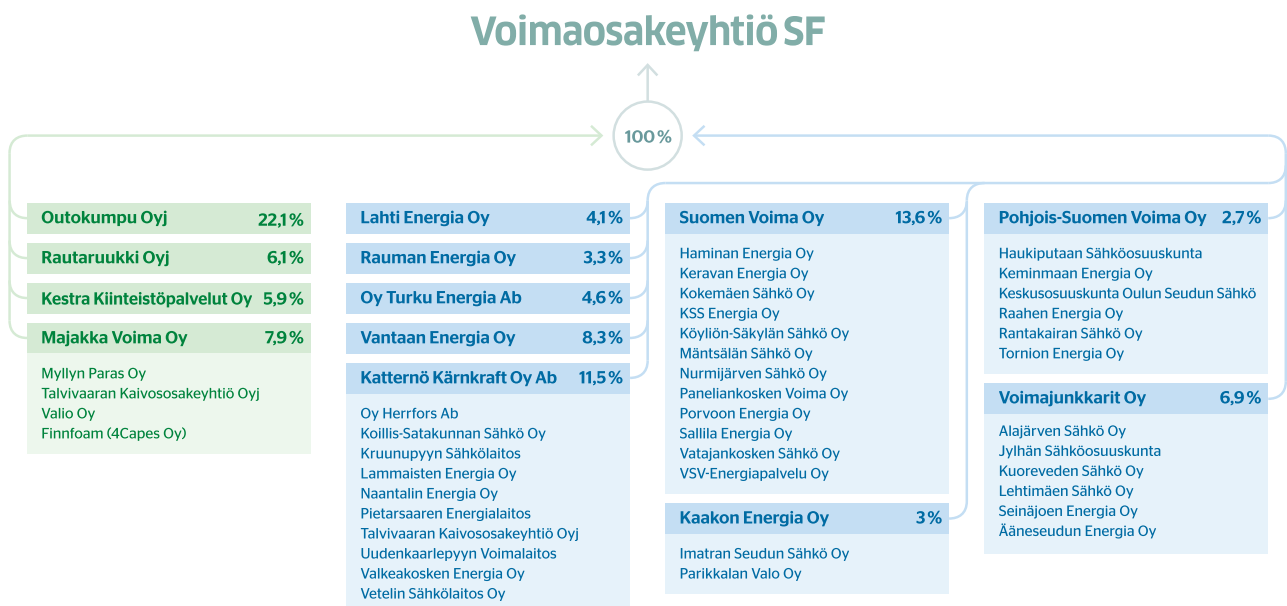 Voimaosakeyhtiö SF
100 %
Outokumpu Oyj 22,1 %
Rautaruukki Oyj 6,1 %
Kestra Kiinteistöpalvelut Oy 5,9 %
Majakka Voima Oy 7,9 %
Myllyn Paras Oy
Talvivaaran Kaivososakeyhtiö Oyj
Valio Oy
Finnfoam (4Capes Oy)
Lahti Energia Oy 4,1 %
Rauman Energia Oy 3,3 %
Oy Turku Energia Ab 4,6 %
Vantaan Energia Oy 8,3 %
Katternö Kärnkraft Oy Ab 11,5 %
Oy Herrfors Ab
Koillis-Satakunnan Sähkö Oy
Kruunupyyn Sähkölaitos
Lammaisten Energia Oy
Naantalin Energia Oy
Pietarsaaren Energialaitos
Talvivaaran Kaivososakeyhtiö Oyj
Uudenkaarlepyyn Voimalaitos
Valkeakosken Energia Oy
Vetelin Sähkölaitos Oy
Suomen Voima Oy 13,6 %
Haminan Energia Oy
Keravan Energia Oy
Kokemäen Sähkö Oy
KSS Energia Oy
Köyliön-Säkylän Sähkö Oy
Mäntsälän Sähkö Oy
Nurmijärven Sähkö Oy
Paneliankosken Voima Oy
Porvoon Energia Oy
Sallila Energia Oy
Vatajankosken Sähkö Oy
VSV-Energiapalvelu Oy
Kaakon Energia Oy 3 %
Imatran Seudun Sähkö Oy
Parikkalan Valo Oy
Pohjois-Suomen Voima Oy 2,7 %
Haukiputaan Sähköosuuskunta
Keminmaan Energia Oy
Keskusosuuskunta Oulun Seudun Sähkö
Raahen Energia Oy
Rantakairan Sähkö Oy
Tornion Energia Oy
Voimajunkkarit Oy 6,9 %
Alajärven Sähkö Oy
Jylhän Sähköosuuskunta
Kuoreveden Sähkö Oy
Lehtimäen Sähkö Oy
Seinäjoen Energia Oy
Ääneseudun Energia Oy